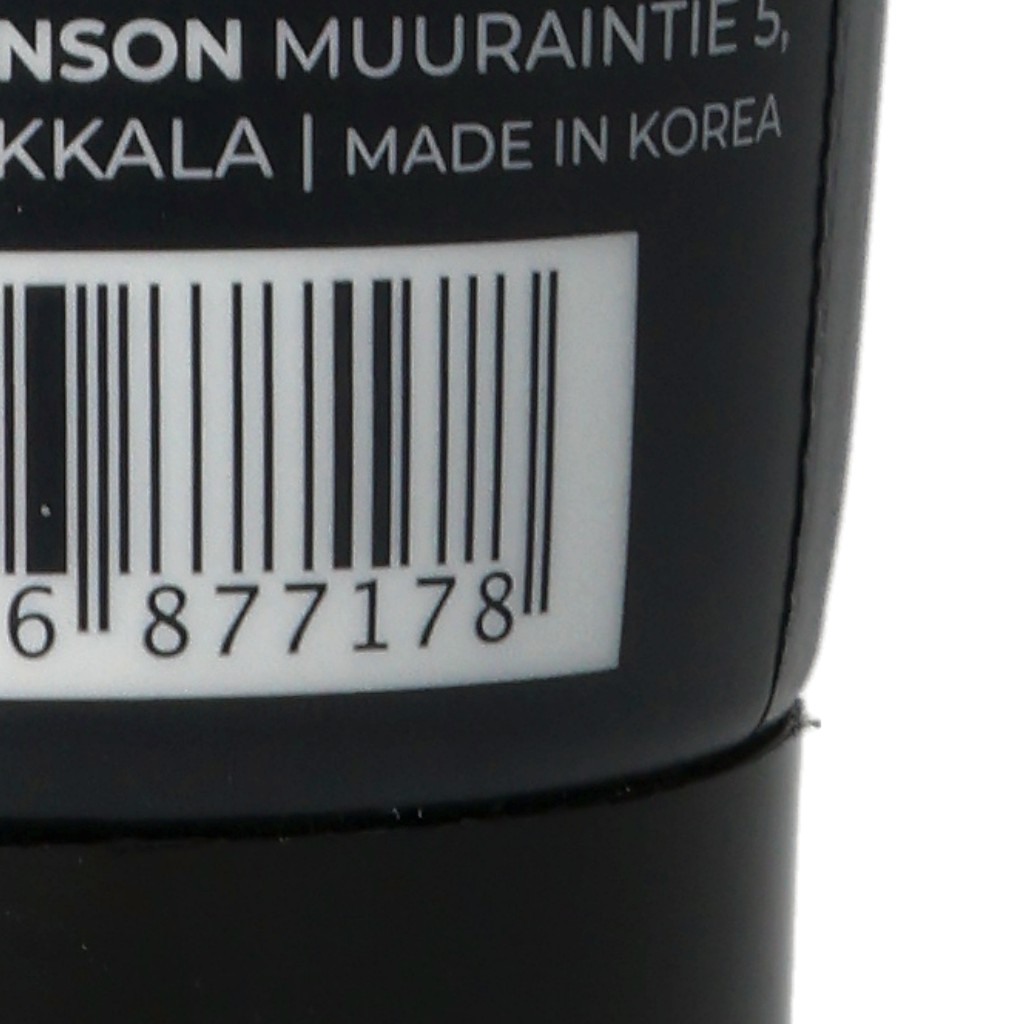 NSON MUURAINTIE 5,
KKALA | MADE IN KOREA
6 877178